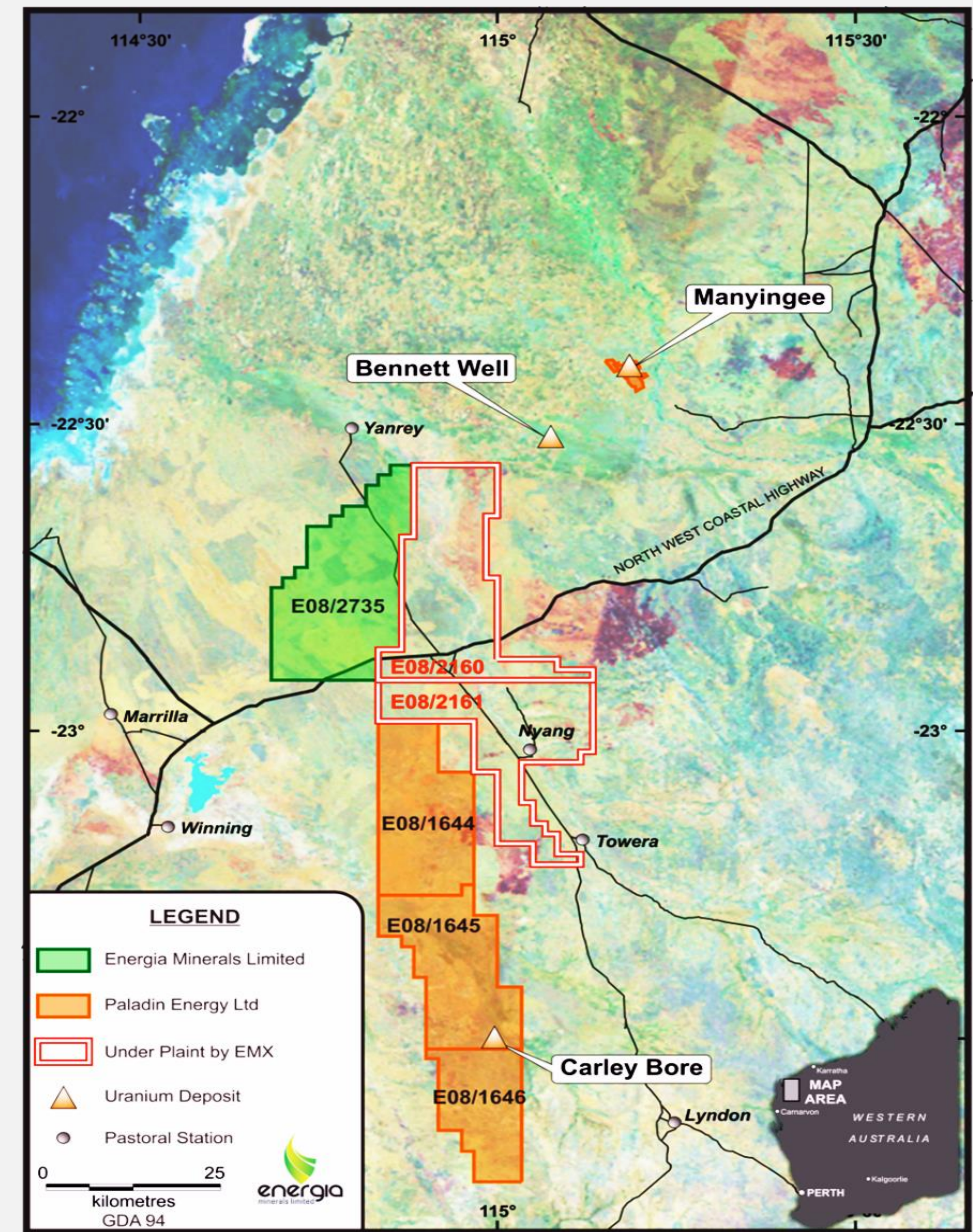 114°30'
115°
115°30'
-22°
-22°
Manyingee
Bennett Well
-22°30'
Yanrey
-22°30'
NORTH WEST COASTAL HIGHWAY
E08/2735
E08/2160
E08/2161
Marrilla
Nyang
-23°
Winning
E08/1644
Towera
LEGEND
Energia Minerals Limited
Paladin Energy Ltd
Under Plaint by EMX
Uranium Deposit
Pastoral Station
0 25
kilometres
GDA 94
energia
minerals limited
E08/1645
Carley Bore
E08/1646
Lyndon
115°
Karratha
MAP
AREA
Carnarvon
WESTERN
AUSTRALIA
Kalgoorlie
PERTH